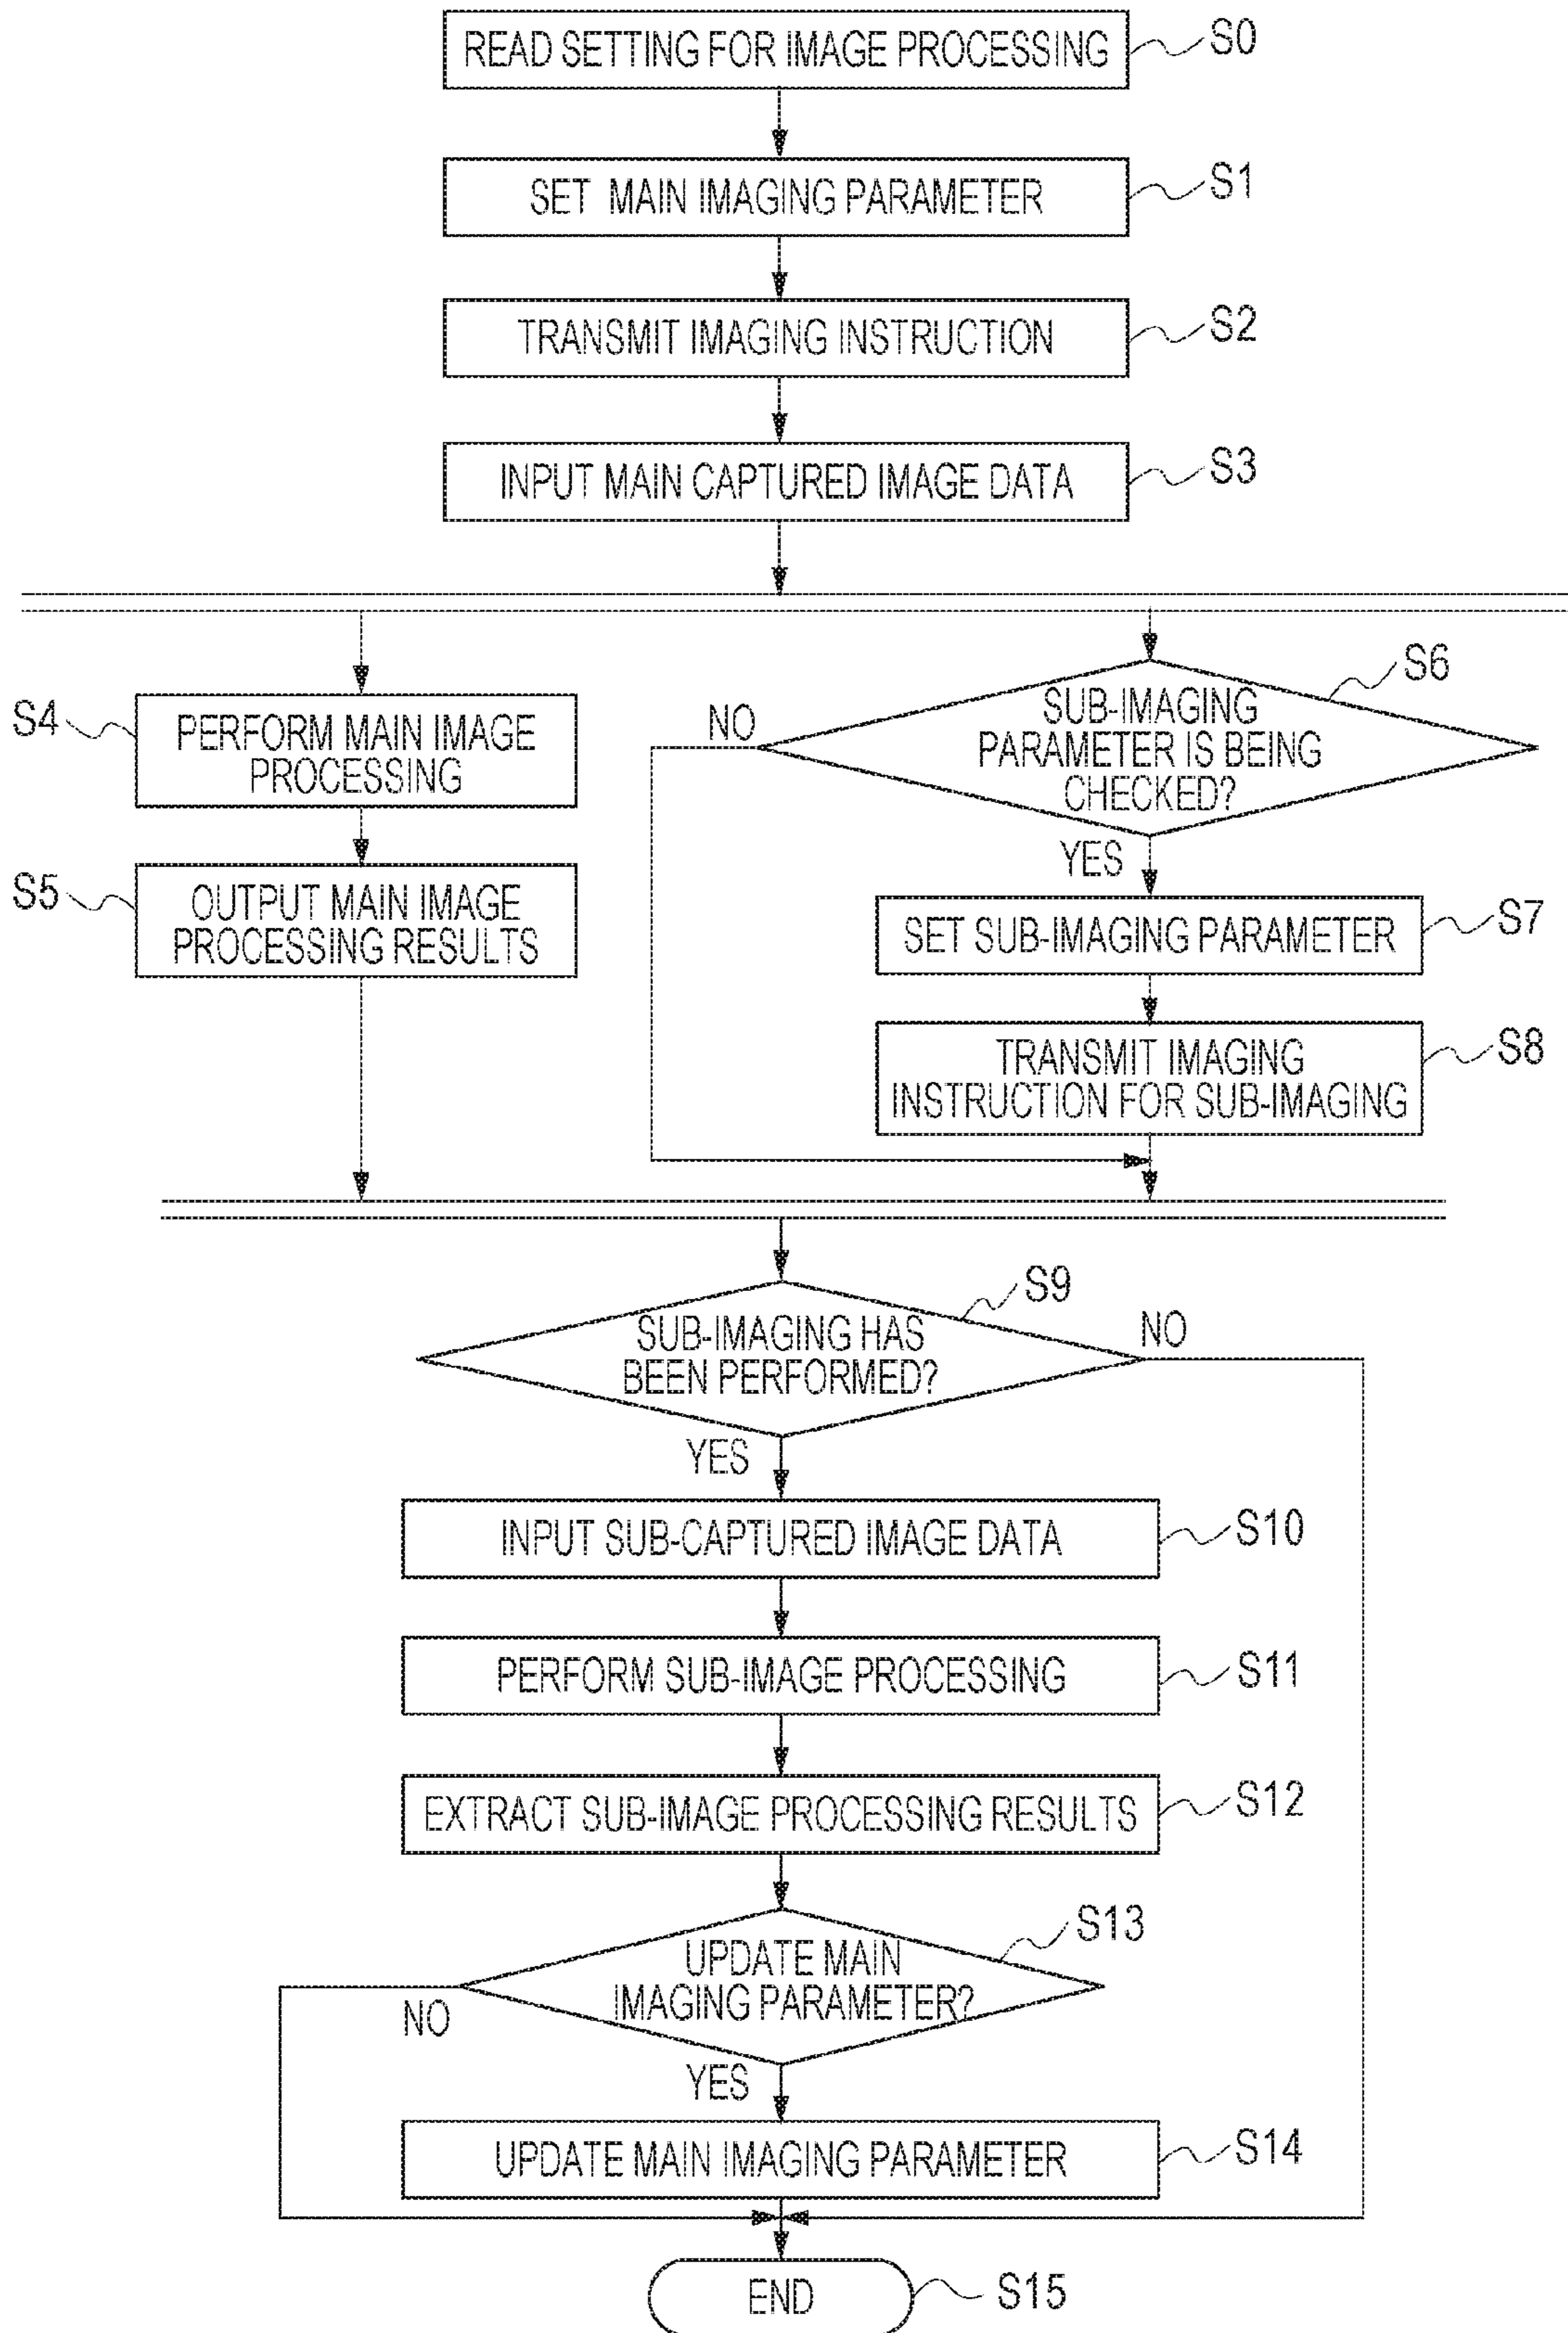 READ SETTING FOR IMAGE PROCESSING
S0
SET MAIN IMAGING PARAMETER
S1
TRANSMIT IMAGING INSTRUCTION
S2
INPUT MAIN CAPTURED IMAGE DATA
S3
S4
PERFORM MAIN IMAGE
PROCESSING
S5
OUTPUT MAIN IMAGE
PROCESSING RESULTS
S6
SUB-IMAGING
PARAMETER IS BEING
CHECKED?
NO
YES
SET SUB-IMAGING PARAMETER
S7
TRANSMIT IMAGING
INSTRUCTION FOR SUB-IMAGING
S8
S9
SUB-IMAGING HAS
BEEN PERFORMED?
NO
YES
INPUT SUB-CAPTURED IMAGE DATA
S10
PERFORM SUB-IMAGE PROCESSING
S11
EXTRACT SUB-IMAGE PROCESSING RESULTS
S12
S13
UPDATE MAIN
IMAGING PARAMETER?
NO
YES
UPDATE MAIN IMAGING PARAMETER
S14
END
S15